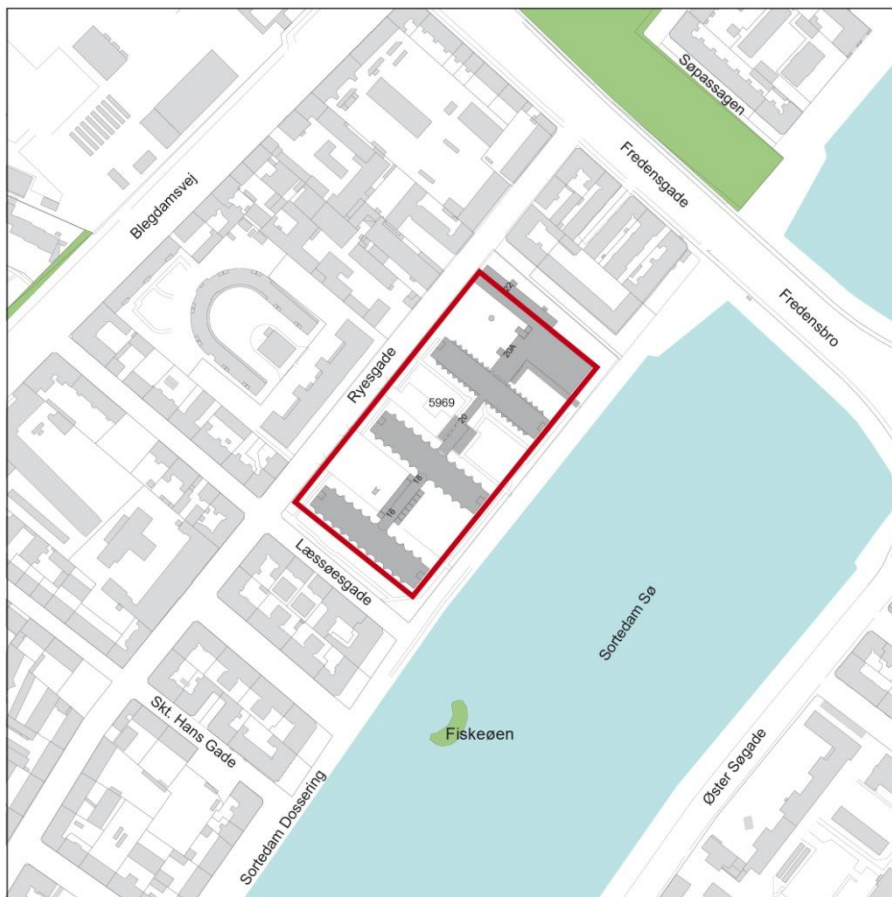 Søpassagen
Fredensgade
Blegdamsvej
Fredensbro
22
Ryesgade
20A
5969
20
18
16
Læssøesgade
Sortedam Sø
Skt. Hans Gade
Fiskeøen
Øster Søgade
Sortedam Dossering